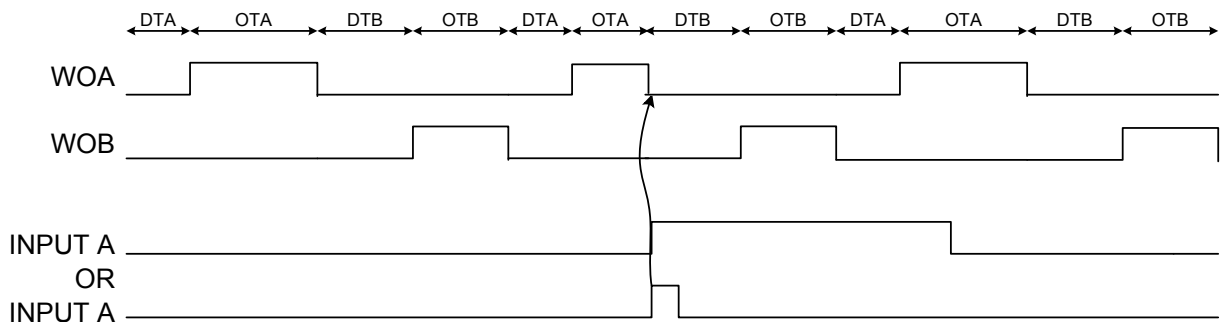 DTA OTA DTB OTB DTA OTA DTB OTB DTA OTA DTB OTB
WOA
WOB
INPUT A
OR
INPUT A